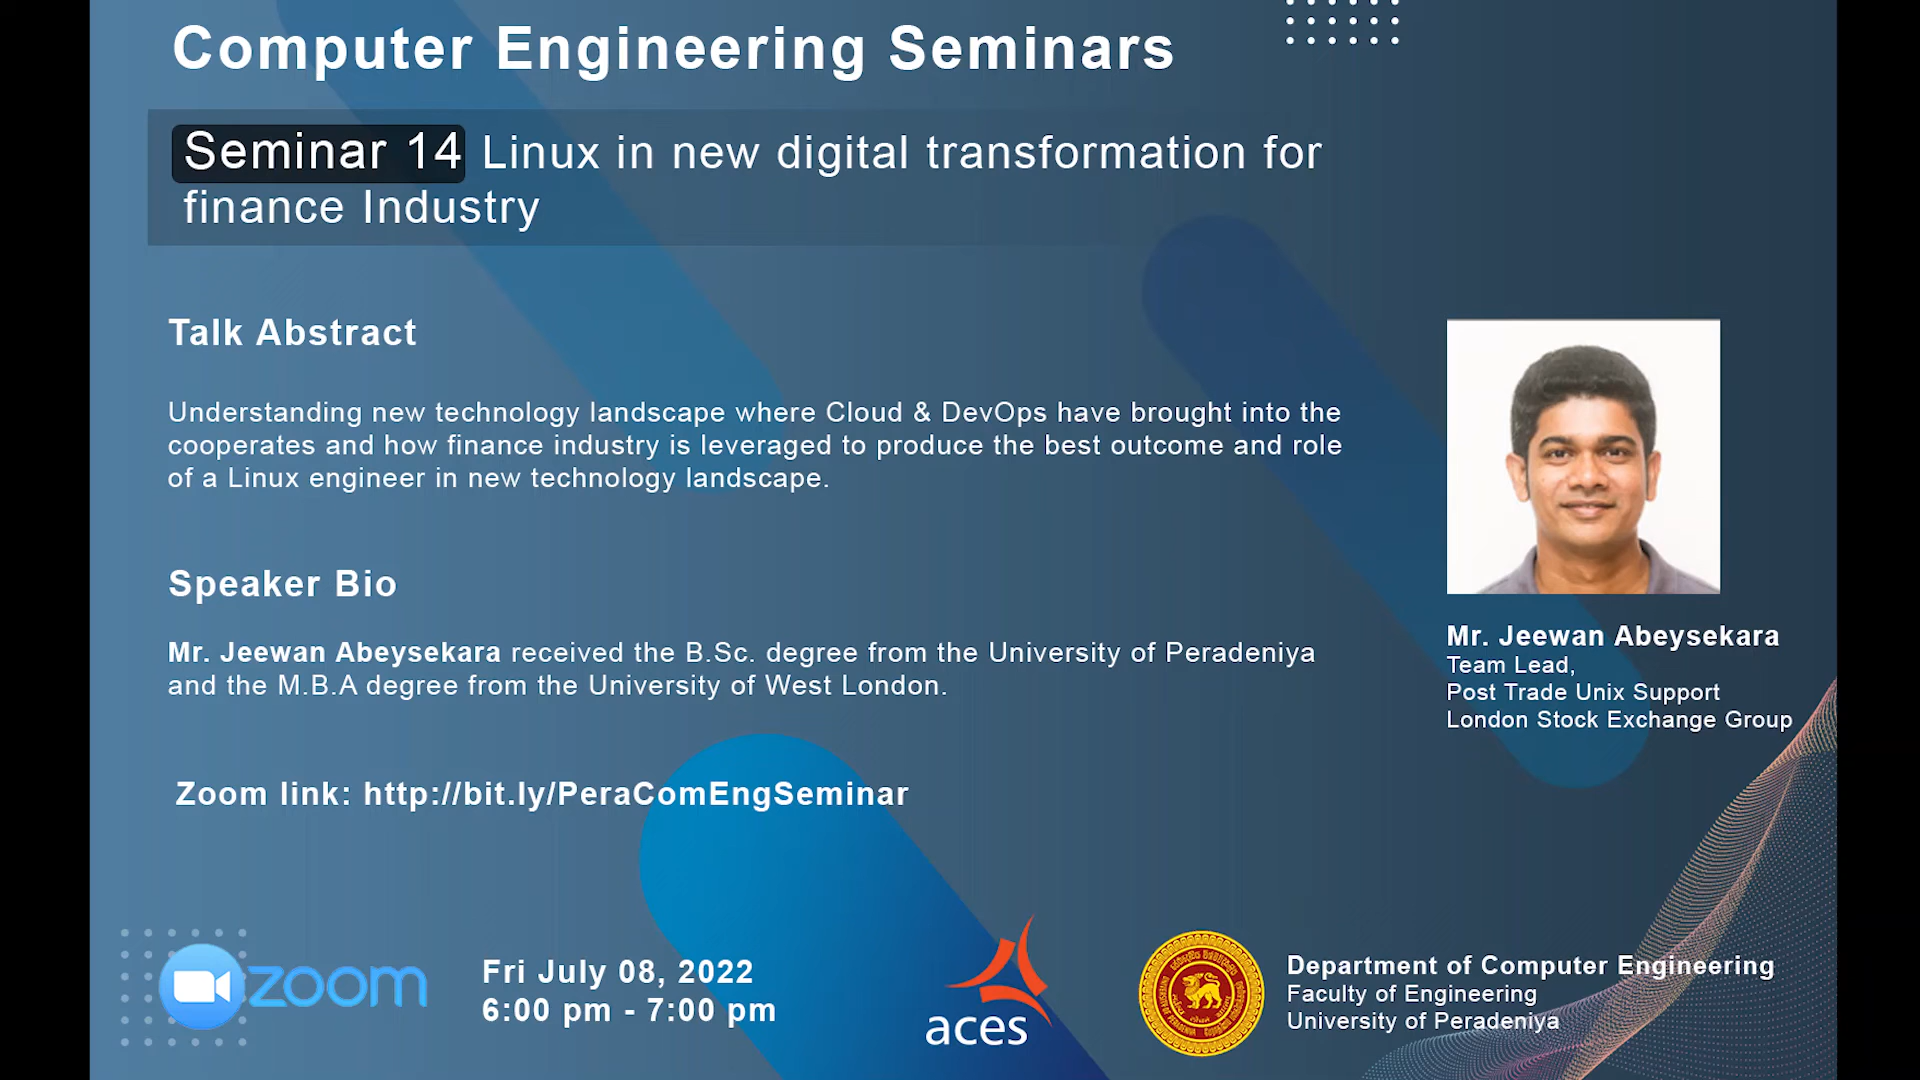 Computer Engineering Seminars
Seminar 14 Linux in new digital transformation for
finance Industry
Talk Abstract
Understanding new technology landscape where Cloud & DevOps have brought into the
cooperates and how finance industry is leveraged to produce the best outcome and role
of a Linux engineer in new technology landscape.
Speaker Bio
Mr. Jeewan Abeysekara received the B.Sc. degree from the University of Peradeniya
and the M.B.A degree from the University of West London.
Mr. Jeewan Abeysekara
Team Lead,
Post Trade Unix Support
London Stock Exchange Group
Zoom link: http://bit.ly/PeraComEngSeminar
zoom
Fri July 08, 2022
6:00 pm - 7:00 pm
aces
Department of Computer Engineering
Faculty of Engineering
University of Peradeniya